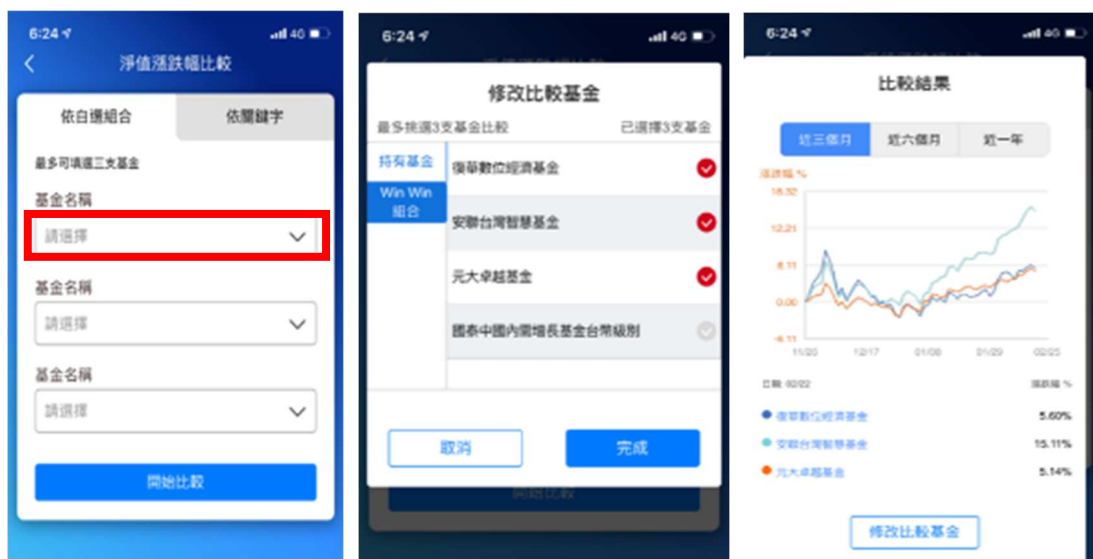 6:24
4G
淨值漲跌幅比較
依自選組合
依關鍵字
最多可填選三支基金
基金名稱
請選擇
基金名稱
請選擇
基金名稱
請選擇
開始比較
6:24
4G
修改比較基金
最多挑選3支基金比較
已選擇3支基金
持有基金
Win Win
組合
復華數位經濟基金
安聯台灣智慧基金
元大卓越基金
國泰中國內需增長基金台幣級別
取消
完成
開始比較
6:24
4G
比較結果
近三個月
近六個月
近一年
漲跌幅 %
18.32
12.21
6.11
0.00
-6.11
11/26
12/17
01/08
01/29
02/25
日期: 02/22
漲跌幅 %
復華數位經濟基金
5.60%
安聯台灣智慧基金
15.11%
元大卓越基金
5.14%
修改比較基金